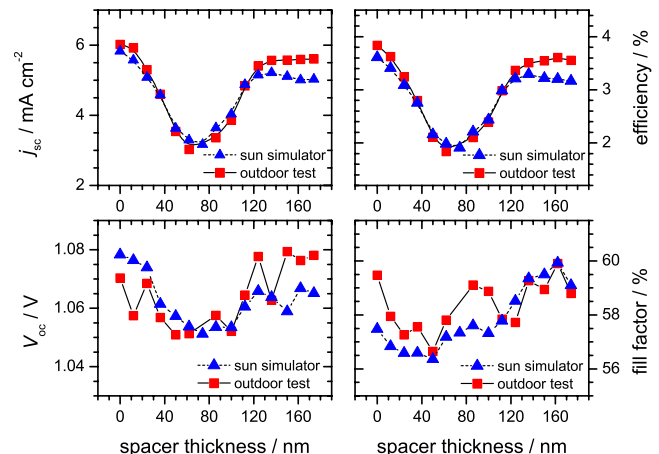 6
4
2
j sc / mA cm -2
sun simulator
outdoor test
0 40 80 120 160
4
3
2
efficiency / %
sun simulator
outdoor test
0 40 80 120 160
1.08
1.06
1.04
V oc / V
sun simulator
outdoor test
0 40 80 120 160
spacer thickness / nm
60
58
56
fill factor / %
sun simulator
outdoor test
0 40 80 120 160
spacer thickness / nm